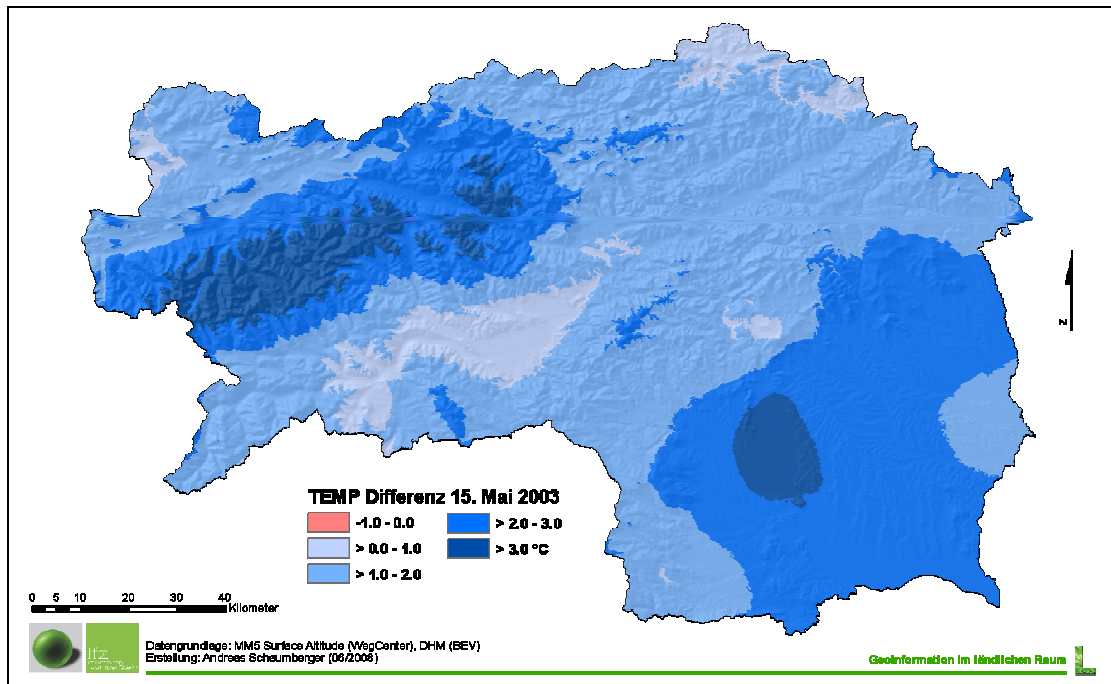 N
TEMP Differenz 15. Mai 2003
-1.0 - 0.0
> 0.0 - 1.0
> 1.0 - 2.0
> 2.0 - 3.0
> 3.0 °C
0 5 10 20 30 40
Kilometer
lfz
Datengrundlage: MM5 Surface Altitude (WegCenter), DHM (BEV)
Erstellung: Andreas Schaumberger (06/2008)
Geoinformation im ländlichen Raum
L